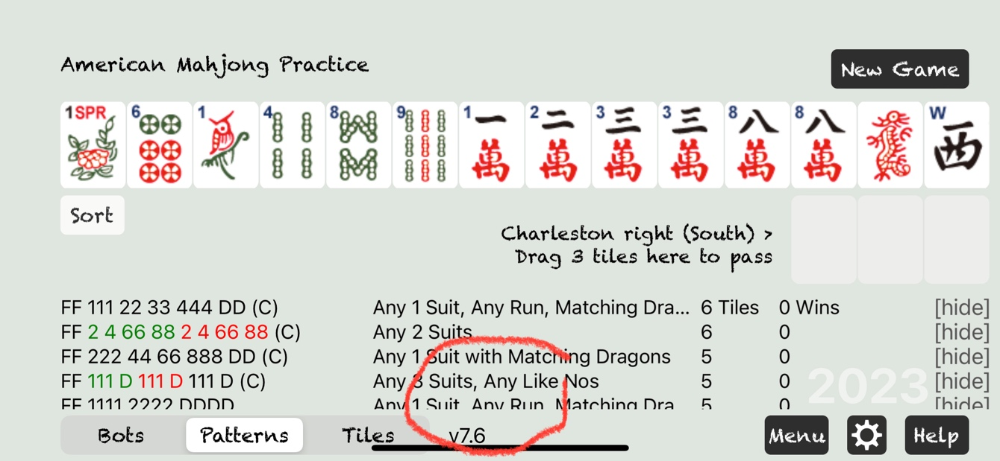 American Mahjong Practice
New Game
1SPR 6 1 4 8 9 1 一 萬 2 二 萬 3 三 萬 3 三 萬 8 八 萬 8 八 萬 W 西
Sort
Charleston right (South) >
Drag 3 tiles here to pass
FF 111 22 33 444 DD (C) Any 1 Suit, Any Run, Matching Dra... 6 Tiles 0 Wins [hide]
FF 2 4 66 88 2 4 66 88 (C) Any 2 Suits 6 0 [hide]
FF 222 44 66 888 DD (C) Any 1 Suit with Matching Dragons 5 0 [hide]
FF 111 D 111 D 111 D (C) Any 3 Suits, Any Like Nos 5 0 [hide]
2023
FF 1111 2222 DDDD Any 1 Suit, Any Run, Matching Dra 5 0 [hide]
Bots Patterns Tiles v7.6 Menu Help